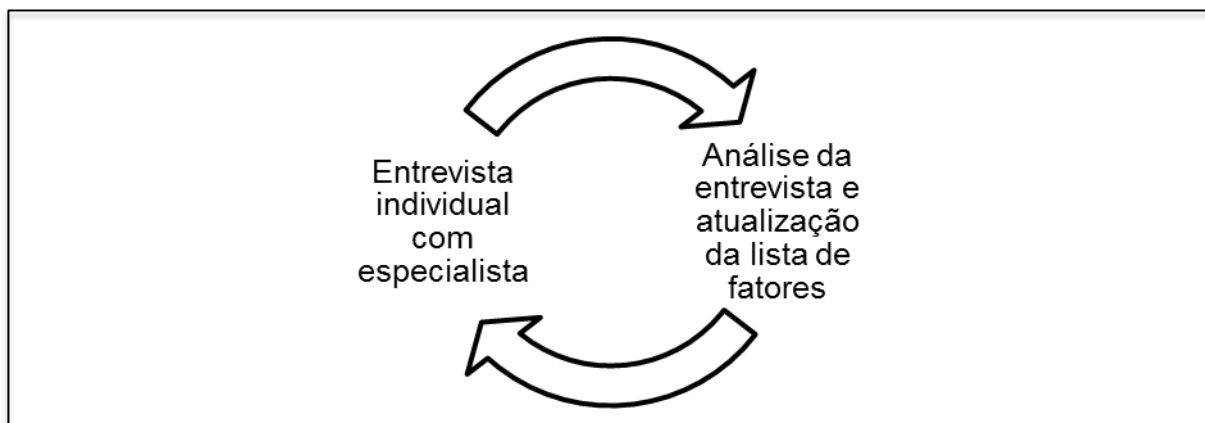 Entrevista
individual
com
especialista
Análise da
entrevista e
atualização
da lista de
fatores